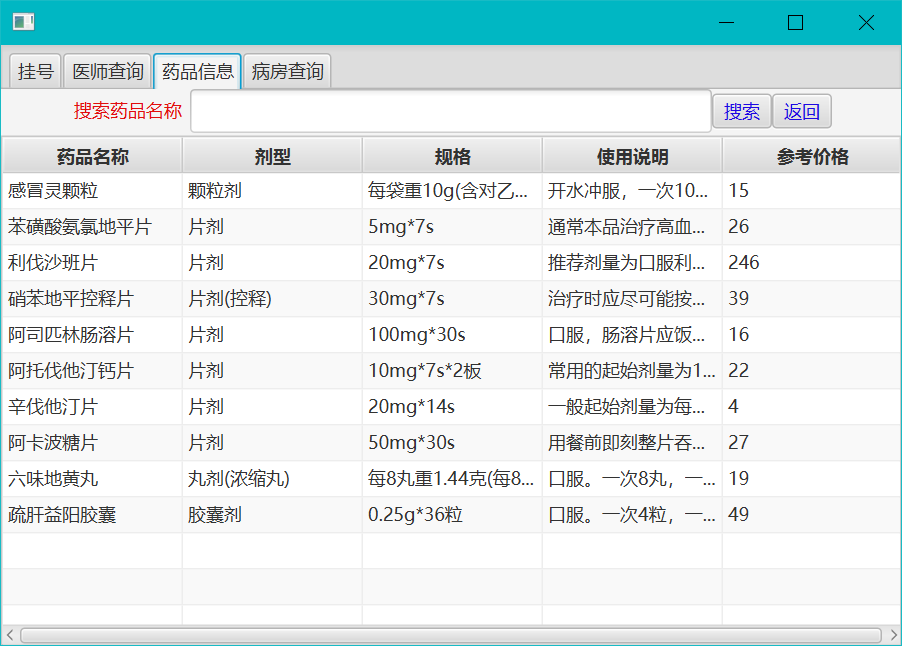 挂号 医师查询 药品信息 病房查询
搜索药品名称 搜索 返回
药品名称 剂型 规格 使用说明 参考价格
感冒灵颗粒 颗粒剂 每袋重10g(含对乙... 开水冲服，一次10... 15
苯磺酸氨氯地平片 片剂 5mg*7s 通常本品治疗高血... 26
利伐沙班片 片剂 20mg*7s 推荐剂量为口服利... 246
硝苯地平控释片 片剂(控释) 30mg*7s 治疗时应尽可能按... 39
阿司匹林肠溶片 片剂 100mg*30s 口服，肠溶片应饭... 16
阿托伐他汀钙片 片剂 10mg*7s*2板 常用的起始剂量为1... 22
辛伐他汀片 片剂 20mg*14s 一般起始剂量为每... 4
阿卡波糖片 片剂 50mg*30s 用餐前即刻整片吞... 27
六味地黄丸 丸剂(浓缩丸) 每8丸重1.44克(每8... 口服。一次8丸，一... 19
疏肝益阳胶囊 胶囊剂 0.25g*36粒 口服。一次4粒，一... 49